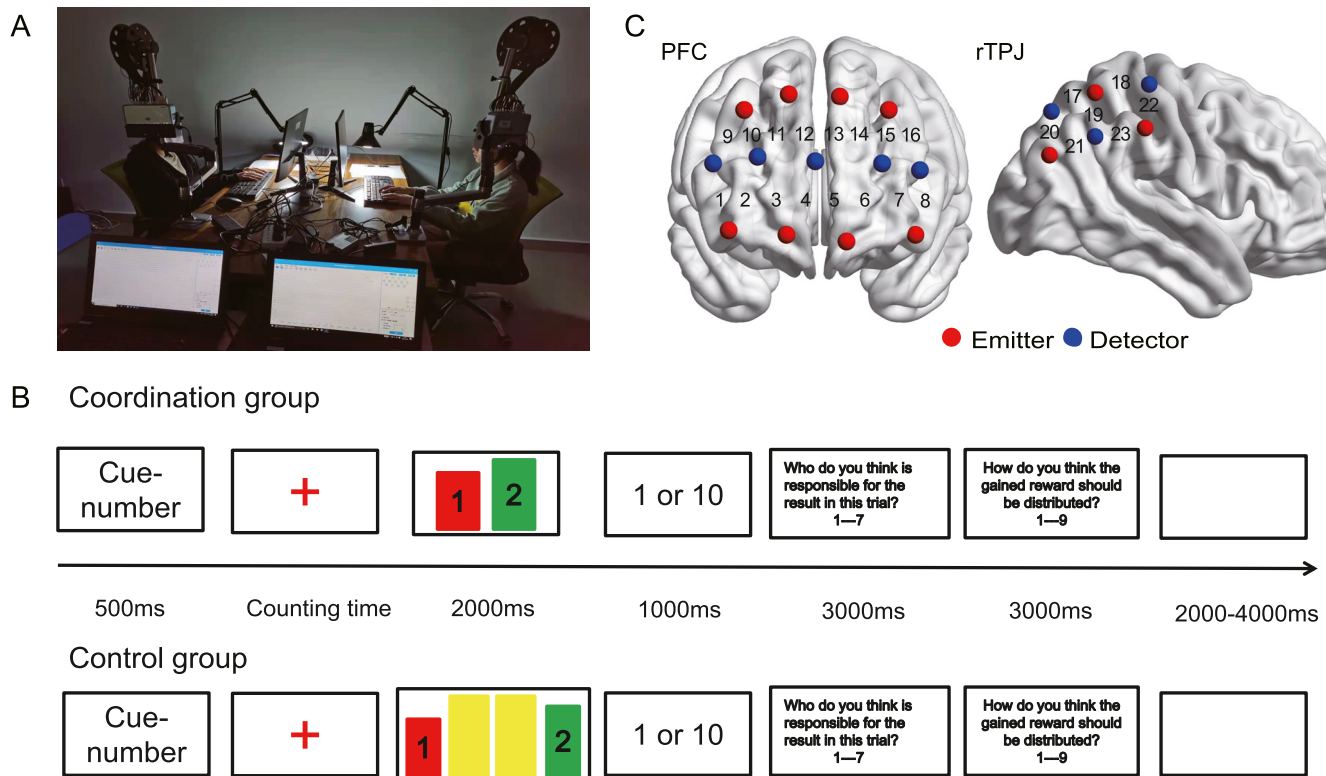 A
C
PFC
rTPJ
9 10 11 12 13 14 15 16
1 2 3 4 5 6 7 8
17 18
19 22
20 21 23
Emitter Detector
B Coordination group
Cue-
number
+
1 2
1 or 10
Who do you think is
responsible for the
result in this trial?
1—7
How do you think the
gained reward should
be distributed?
1—9
500ms Counting time 2000ms 1000ms 3000ms 3000ms 2000-4000ms
Control group
Cue-
number
+
1 2
1 or 10
Who do you think is
responsible for the
result in this trial?
1—7
How do you think the
gained reward should
be distributed?
1—9